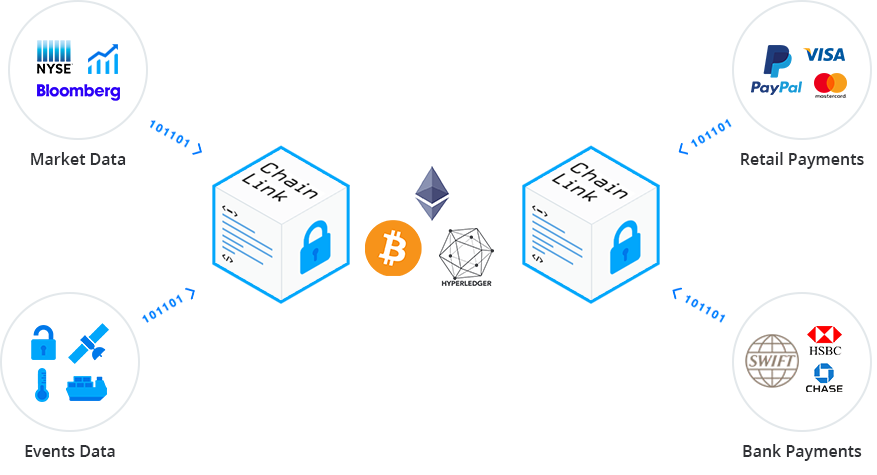 NYSE
Bloomberg
Market Data
101101
Chain
Link
<-->
</>
PayPal
VISA
mastercard
Retail Payments
101101
Chain
Link
<-->
</>
HYPERLEDGER
Events Data
101101
SWIFT
HSBC
CHASE
Bank Payments
101101